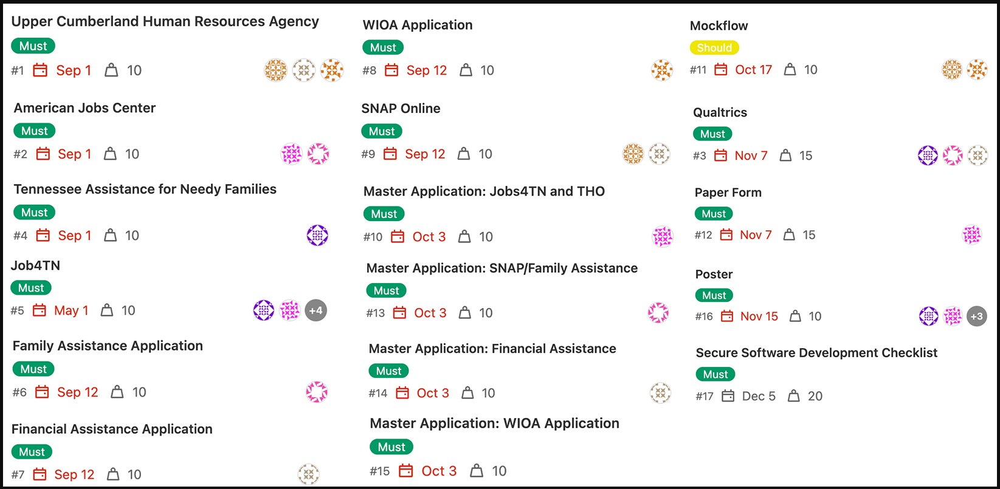 Upper Cumberland Human Resources Agency
Must
#1 Sep 1 10
American Jobs Center
Must
#2 Sep 1 10
Tennessee Assistance for Needy Families
Must
#4 Sep 1 10
Job4TN
Must
#5 May 1 10 +4
Family Assistance Application
Must
#6 Sep 12 10
Financial Assistance Application
Must
#7 Sep 12 10
WIOA Application
Must
#8 Sep 12 10
SNAP Online
Must
#9 Sep 12 10
Master Application: Jobs4TN and THO
Must
#10 Oct 3 10
Master Application: SNAP/Family Assistance
Must
#13 Oct 3 10
Master Application: Financial Assistance
Must
#14 Oct 3 10
Master Application: WIOA Application
Must
#15 Oct 3 10
Mockflow
Should
#11 Oct 17 10
Qualtrics
Must
#3 Nov 7 15
Paper Form
Must
#12 Nov 7 15
Poster
Must
#16 Nov 15 10 +3
Secure Software Development Checklist
Must
#17 Dec 5 20